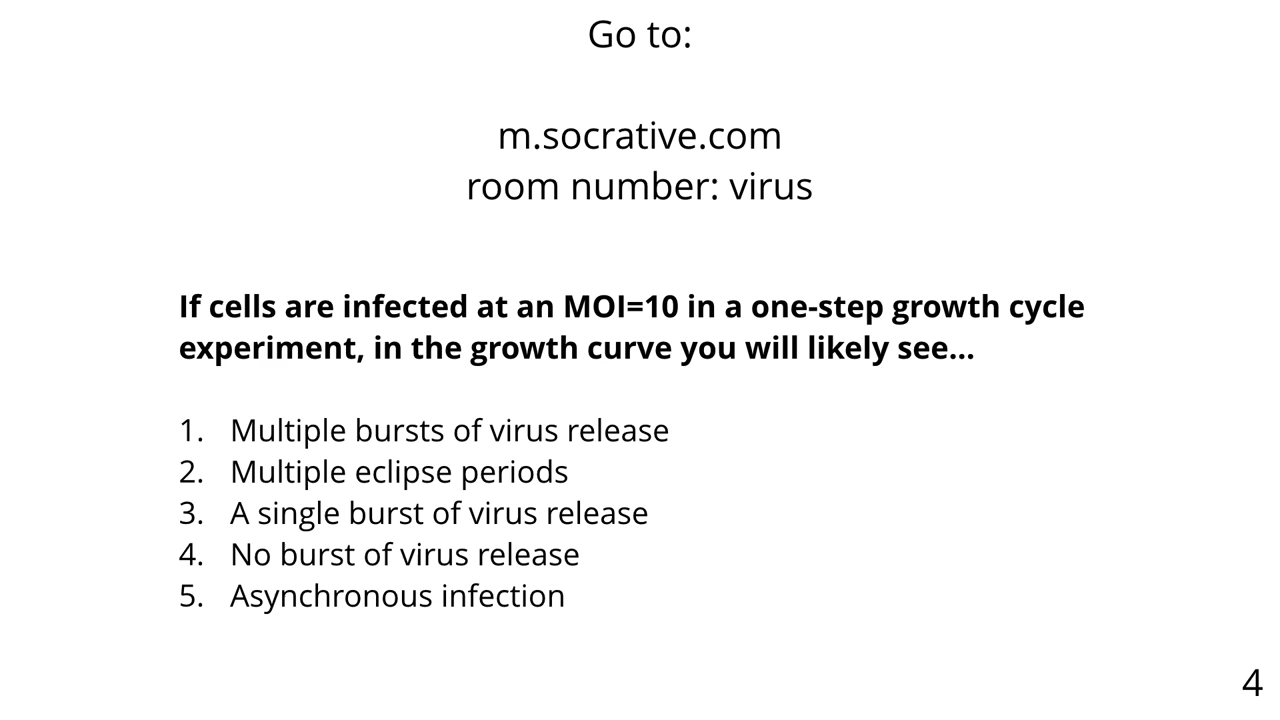 Go to:
m.socrative.com
room number: virus
If cells are infected at an MOI=10 in a one-step growth cycle
experiment, in the growth curve you will likely see...
1. Multiple bursts of virus release
2. Multiple eclipse periods
3. A single burst of virus release
4. No burst of virus release
5. Asynchronous infection
4